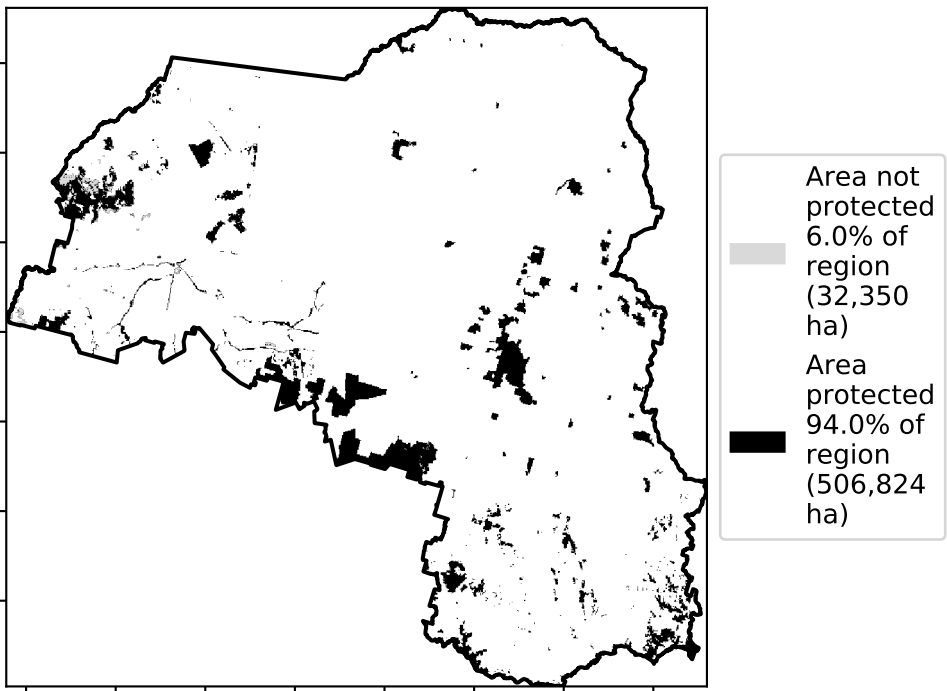 Area not
protected
6.0% of
region
(32,350
ha)
Area
protected
94.0% of
region
(506,824
ha)